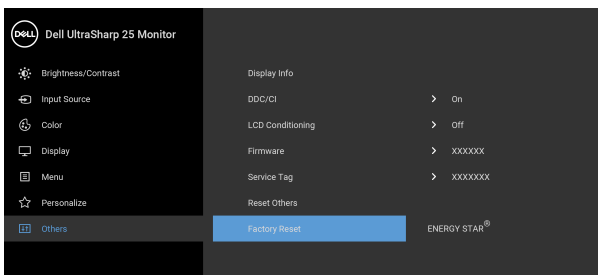 DELL Dell UltraSharp 25 Monitor
Brightness/Contrast Display Info
Input Source DDC/CI On
Color LCD Conditioning Off
Display Firmware XXXXXX
Menu Service Tag XXXXXXX
Personalize Reset Others
Others Factory Reset ENERGY STAR®